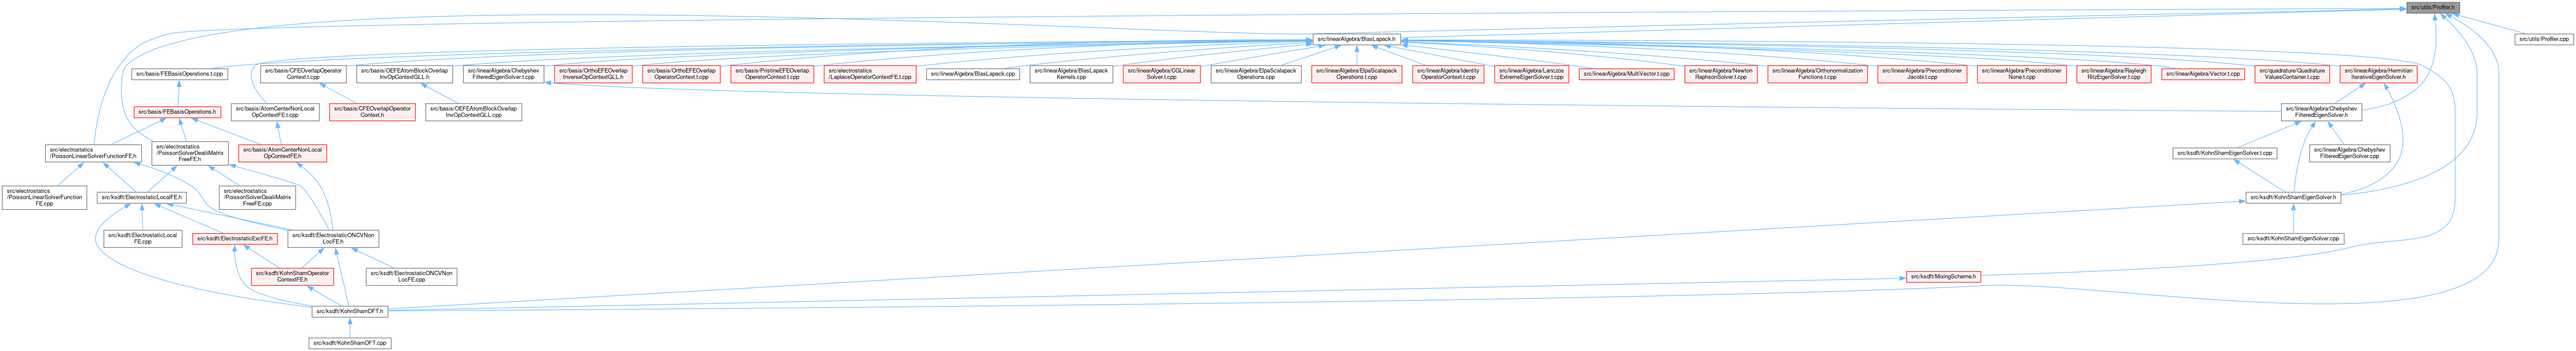 src/utils/Profiler.h
src/linearAlgebra/BlasLapack.h
src/utils/Profiler.cpp
src/basis/FEBasisOperations.t.cpp
src/basis/CFEOverlapOperator
Context.t.cpp
src/basis/OEFEAtomBlockOverlap
InvOpContextGLL.h
src/linearAlgebra/Chebyshev
FilteredEigenSolver.t.cpp
src/basis/OrthoEFEOverlap
InverseOpContextGLL.h
src/basis/OrthoEFEOverlap
OperatorContext.t.cpp
src/basis/PristineEFEOverlap
OperatorContext.t.cpp
src/electrostatics
/LaplaceOperatorContextFE.t.cpp
src/linearAlgebra/BlasLapack.cpp
src/linearAlgebra/BlasLapack
Kernels.cpp
src/linearAlgebra/CGLinear
Solver.t.cpp
src/linearAlgebra/ElpaScalapack
Operations.cpp
src/linearAlgebra/ElpaScalapack
Operations.t.cpp
src/linearAlgebra/Identity
OperatorContext.t.cpp
src/linearAlgebra/Lanczos
ExtremeEigenSolver.t.cpp
src/linearAlgebra/MultiVector.t.cpp
src/linearAlgebra/Newton
RaphsonSolver.t.cpp
src/linearAlgebra/Orthonormalization
Functions.t.cpp
src/linearAlgebra/Preconditioner
Jacobi.t.cpp
src/linearAlgebra/Preconditioner
None.t.cpp
src/linearAlgebra/Rayleigh
RitzEigenSolver.t.cpp
src/linearAlgebra/Vector.t.cpp
src/quadrature/Quadrature
ValuesContainer.t.cpp
src/linearAlgebra/Hermitian
IterativeEigenSolver.h
src/basis/FEBasisOperations.h
src/basis/AtomCenterNonLocal
OpContextFE.t.cpp
src/basis/CFEOverlapOperator
Context.h
src/basis/OEFEAtomBlockOverlap
InvOpContextGLL.cpp
src/linearAlgebra/Chebyshev
FilteredEigenSolver.h
src/electrostatics
/PoissonLinearSolverFunctionFE.h
src/electrostatics
/PoissonSolverDealiiMatrix
FreeFE.h
src/basis/AtomCenterNonLocal
OpContextFE.h
src/ksdft/KohnShamEigenSolver.t.cpp
src/linearAlgebra/Chebyshev
FilteredEigenSolver.cpp
src/electrostatics
/PoissonLinearSolverFunction
FE.cpp
src/ksdft/ElectrostaticLocalFE.h
src/electrostatics
/PoissonSolverDealiiMatrix
FreeFE.cpp
src/ksdft/KohnShamEigenSolver.h
src/ksdft/ElectrostaticLocal
FE.cpp
src/ksdft/ElectrostaticExcFE.h
src/ksdft/ElectrostaticONCVNon
LocFE.h
src/ksdft/KohnShamEigenSolver.cpp
src/ksdft/KohnShamOperator
ContextFE.h
src/ksdft/ElectrostaticONCVNon
LocFE.cpp
src/ksdft/MixingScheme.h
src/ksdft/KohnShamDFT.h
src/ksdft/KohnShamDFT.cpp